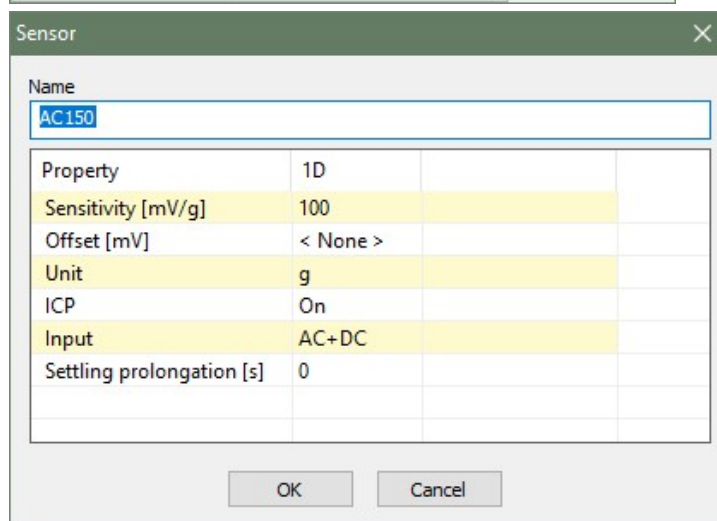 Sensor
Name
AC150
Property 1D
Sensitivity [mV/g] 100
Offset [mV] < None >
Unit g
ICP On
Input AC+DC
Settling prolongation [s] 0
OK Cancel